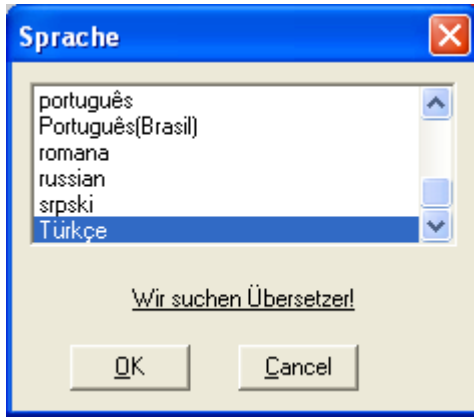 Sprache
português
Português(Brasil)
romana
russian
srpski
Türkçe
Wir suchen Übersetzer!
OK
Cancel